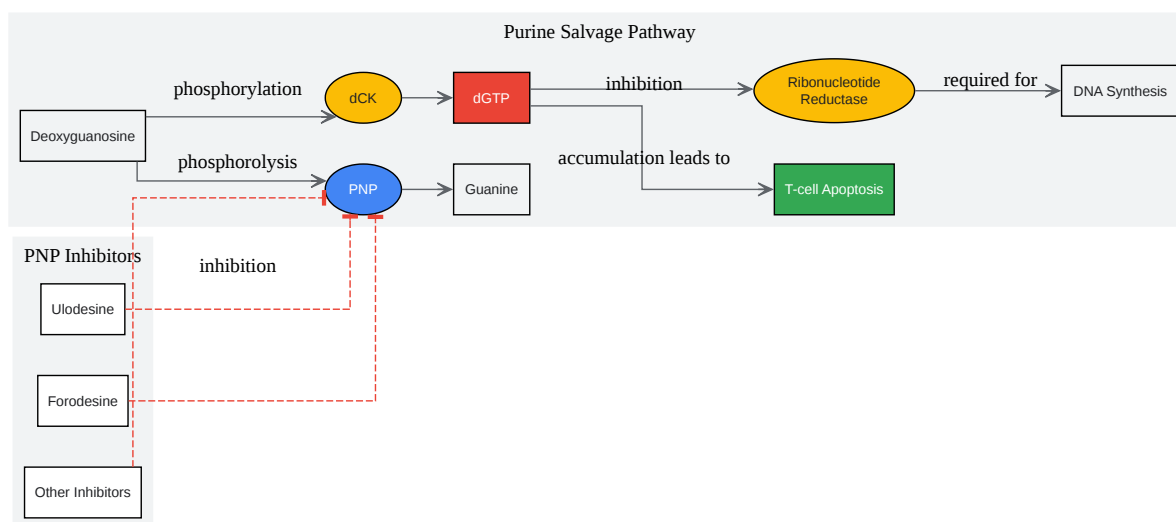 Purine Salvage Pathway
phosphorylation
dCK
dGTP
inhibition
Ribonucleotide
Reductase
required for
DNA Synthesis
Deoxyguanosine
phosphorolysis
PNP
Guanine
accumulation leads to
T-cell Apoptosis
PNP Inhibitors
inhibition
Ulodesine
Forodesine
Other Inhibitors